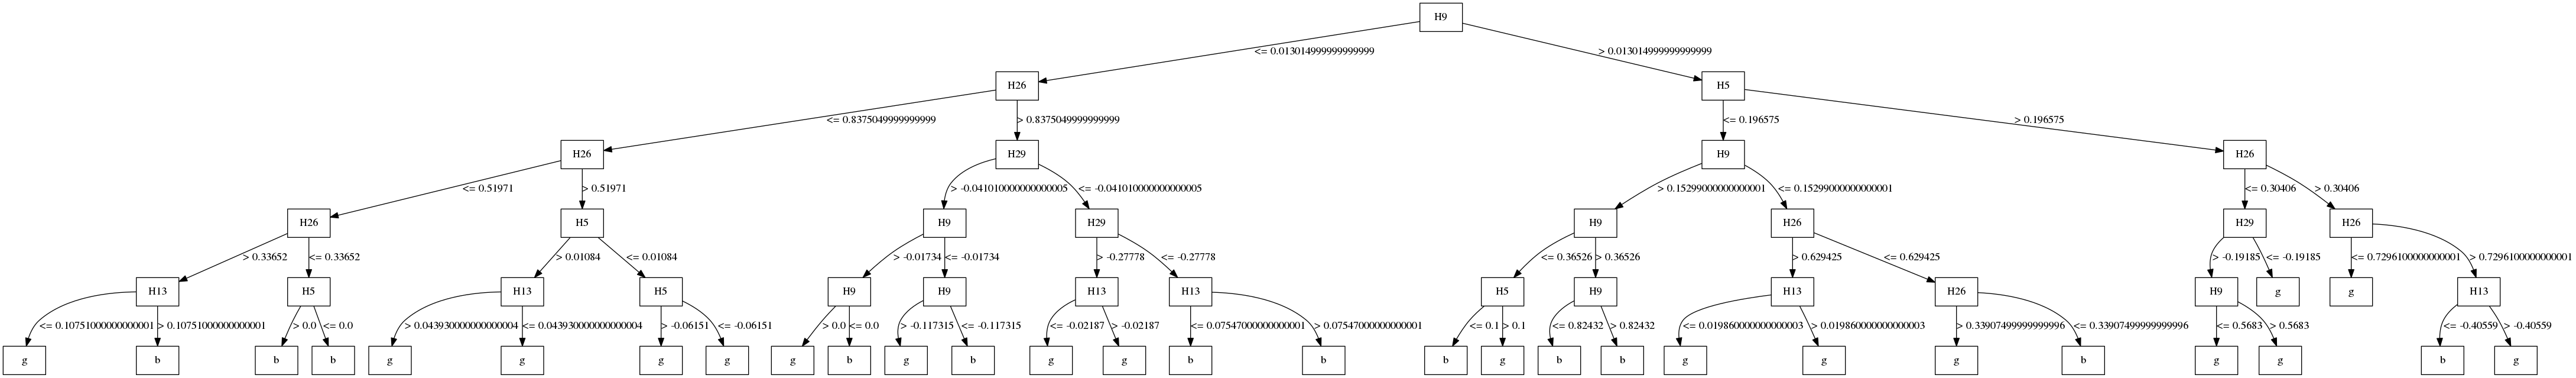 H9
<= 0.013014999999999999
> 0.013014999999999999
H26
H5
<= 0.8375049999999999
> 0.8375049999999999
<= 0.196575
> 0.196575
H26
H29
H9
H26
<= 0.51971
> 0.51971
> -0.041010000000000005
<= -0.041010000000000005
> 0.15299000000000001
<= 0.15299000000000001
<= 0.30406
> 0.30406
H26
H5
H9
H29
H9
H26
H29
H26
> 0.33652
<= 0.33652
> 0.01084
<= 0.01084
> -0.01734
<= -0.01734
> -0.27778
<= -0.27778
<= 0.36526
> 0.36526
> 0.629425
<= 0.629425
> -0.19185
<= -0.19185
<= 0.7296100000000001
> 0.7296100000000001
H13
H5
H13
H5
H9
H9
H13
H13
H5
H9
H13
H26
H9
g
g
H13
<= 0.10751000000000001
> 0.10751000000000001
> 0.0
<= 0.0
> 0.043930000000000004
<= 0.043930000000000004
> -0.06151
<= -0.06151
> 0.0
<= 0.0
> -0.117315
<= -0.117315
<= -0.02187
> -0.02187
<= 0.07547000000000001
> 0.07547000000000001
<= 0.1
> 0.1
<= 0.82432
> 0.82432
<= 0.019860000000000003
> 0.019860000000000003
> 0.33907499999999996
<= 0.33907499999999996
<= 0.5683
> 0.5683
<= -0.40559
> -0.40559
g
b
b
b
g
g
g
g
g
b
g
b
g
g
b
b
b
g
b
b
g
g
g
b
g
g
b
g